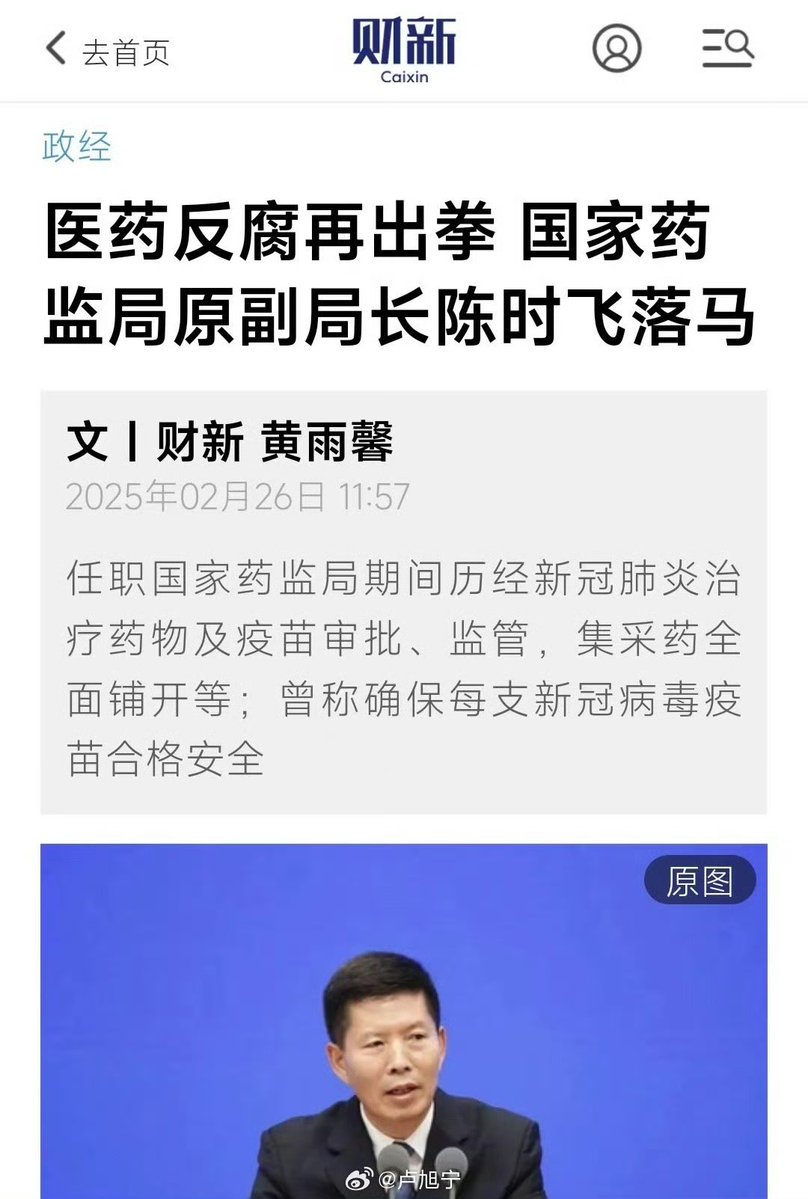 去首页
财新
Caixin
政经
医药反腐再出拳 国家药
监局原副局长陈时飞落马
文丨财新 黄雨馨
2025年02月26日 11:57
任职国家药监局期间历经新冠肺炎治
疗药物及疫苗审批、监管，集采药全
面铺开等；曾称确保每支新冠病毒疫
苗合格安全
原图
@卢旭宁